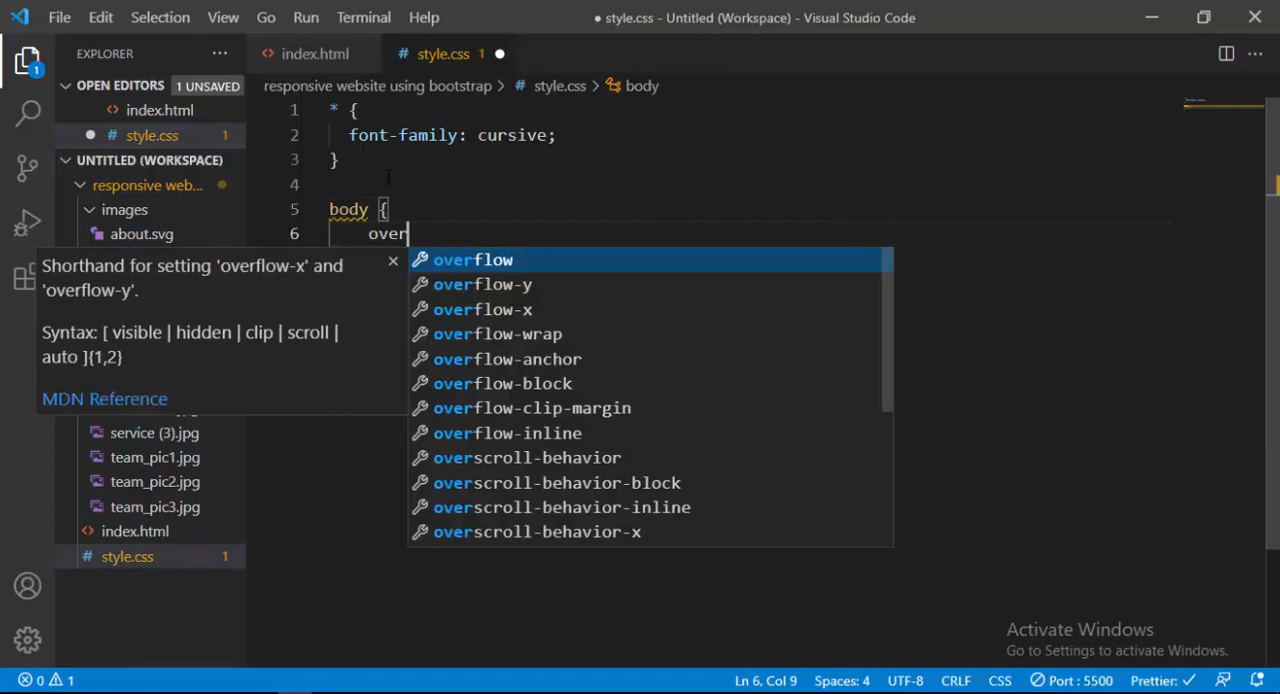 File Edit Selection View Go Run Terminal Help
● style.css - Untitled (Workspace) - Visual Studio Code
EXPLORER ···
index.html
# style.css 1
OPEN EDITORS 1 UNSAVED
index.html
# style.css 1
UNTITLED (WORKSPACE)
responsive web...
images
about.svg
service (3).jpg
team_pic1.jpg
team_pic2.jpg
team_pic3.jpg
index.html
# style.css 1
responsive website using bootstrap > # style.css > body
1 * {
2 font-family: cursive;
3 }
4
5 body {
6 over
Shorthand for setting 'overflow-x' and
'overflow-y'.
Syntax: [ visible | hidden | clip | scroll |
auto ]{1,2}
MDN Reference
overflow
overflow-y
overflow-x
overflow-wrap
overflow-anchor
overflow-block
overflow-clip-margin
overflow-inline
overscroll-behavior
overscroll-behavior-block
overscroll-behavior-inline
overscroll-behavior-x
1
Activate Windows
Go to Settings to activate Windows.
0 1
Ln 6, Col 9 Spaces: 4 UTF-8 CRLF CSS Port : 5500 Prettier: ✓